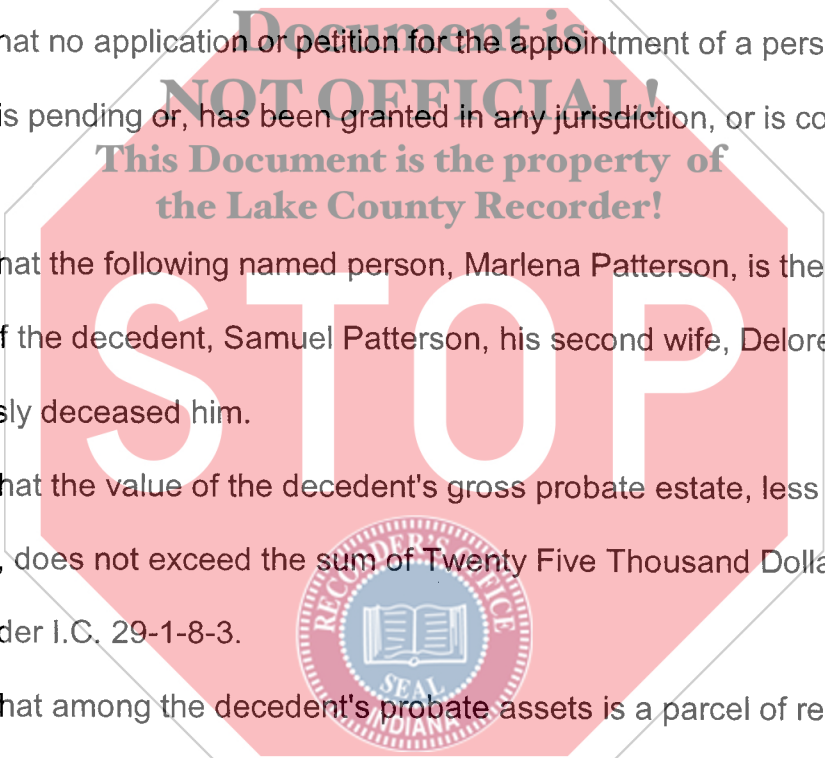 Document is
hat no application or petition for the appointment of a pers
NOT OFFICIAL!
is pending or, has been granted in any jurisdiction, or is co
This Document is the property of
the Lake County Recorder!
hat the following named person, Marlena Patterson, is the
f the decedent, Samuel Patterson, his second wife, Delore
sly deceased him.
STOP
hat the value of the decedent's gross probate estate, less
, does not exceed the sum of Twenty Five Thousand Dolla
der I.C. 29-1-8-3.
RECORDER'S OFFICE
SEAL
INDIANA
hat among the decedent's probate assets is a parcel of re